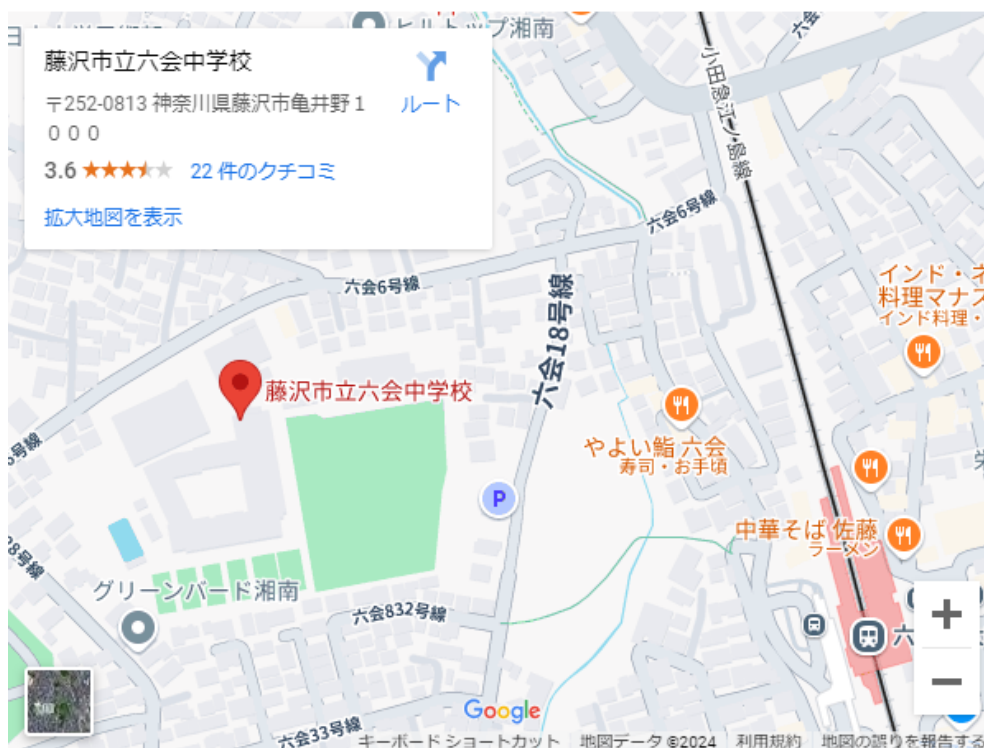 ヒルトップ湘南
藤沢市立六会中学校
ルート
〒252-0813 神奈川県藤沢市亀井野1
000
3.6
22 件のクチコミ
拡大地図を表示
小田急江ノ島線
六会6号線
六会6号線
インド・ネ
料理マナス
インド料理・
六会18号線
藤沢市立六会中学校
やよい鮨 六会
寿司・お手頃
P
中華そば 佐藤
ラーメン
グリーンバード湘南
六会832号線
六会33号線
+
−
Google
キーボード ショートカット
地図データ ©2024
利用規約
地図の誤りを報告する